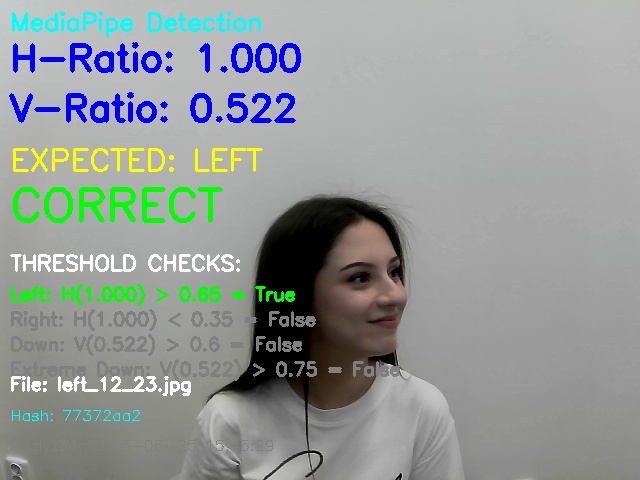 MediaPipe Detection
H-Ratio: 1.000
V-Ratio: 0.522
EXPECTED: LEFT
CORRECT
THRESHOLD CHECKS:
Left: H(1.000) > 0.65 = True
Right: H(1.000) < 0.35 = False
Down: V(0.522) > 0.6 = False
Extreme Down: V(0.522) > 0.75 = False
File: left_12_23.jpg
Hash: 77372aa2